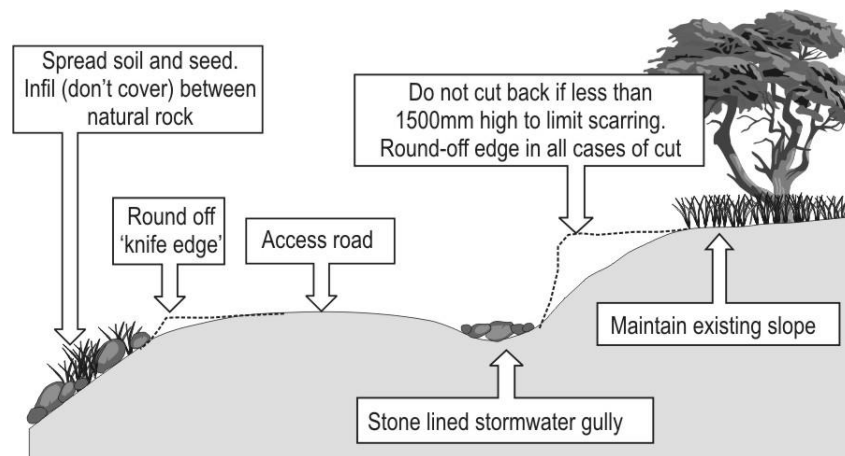 Spread soil and seed.
Infil (don't cover) between
natural rock
Do not cut back if less than
1500mm high to limit scarring.
Round-off edge in all cases of cut
Round off
'knife edge'
Access road
Maintain existing slope
Stone lined stormwater gully